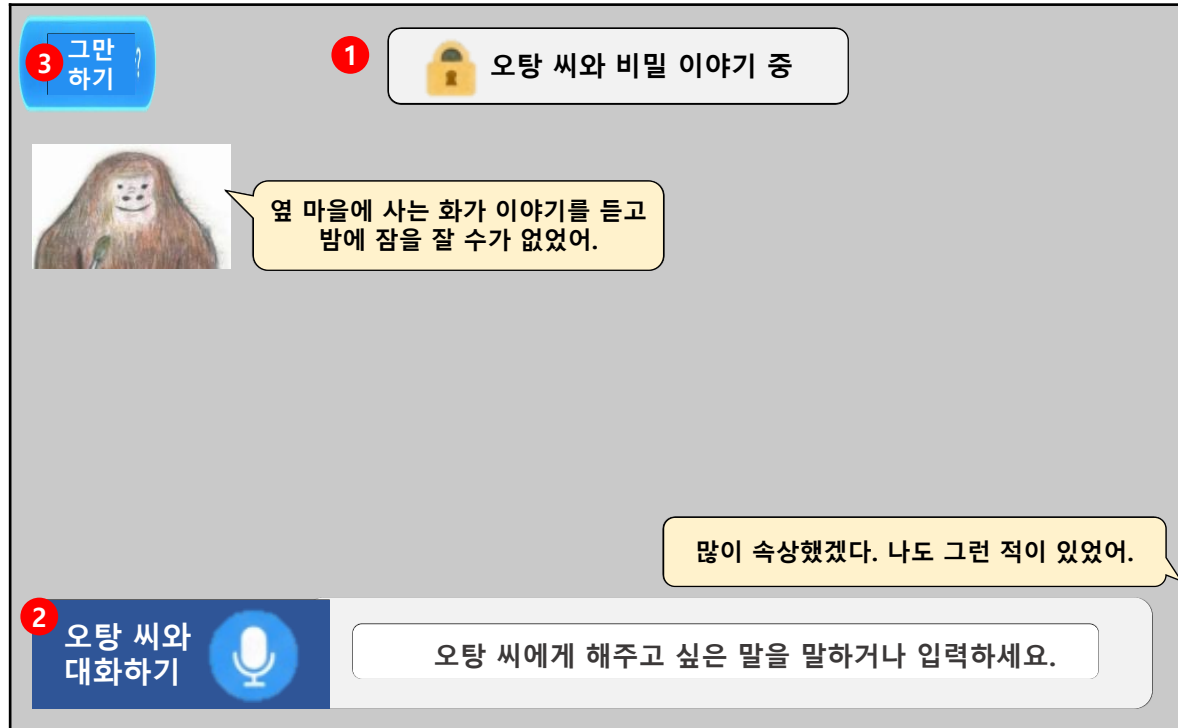 3
그만
하기
?
1
오탕 씨와 비밀 이야기 중
옆 마을에 사는 화가 이야기를 듣고
밤에 잠을 잘 수가 없었어.
많이 속상했겠다. 나도 그런 적이 있었어.
2
오탕 씨와
대화하기
오탕 씨에게 해주고 싶은 말을 말하거나 입력하세요.